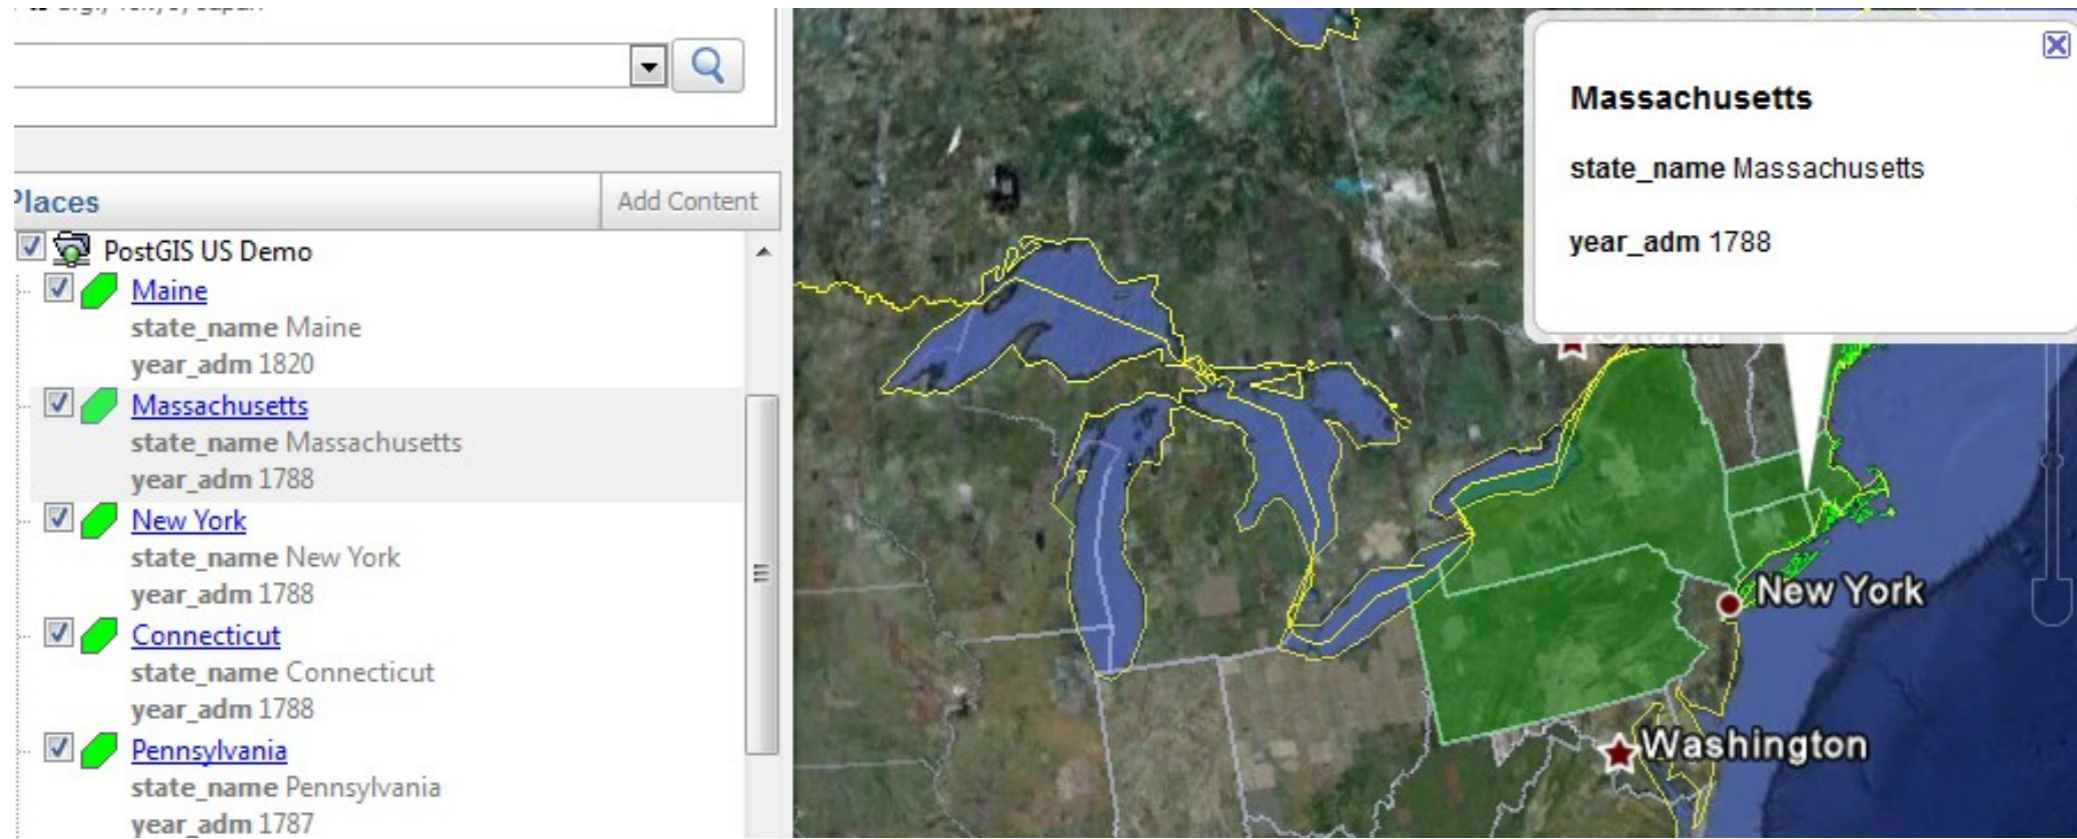 Places
Add Content
PostGIS US Demo
Maine
state_name Maine
year_adm 1820
Massachusetts
state_name Massachusetts
year_adm 1788
New York
state_name New York
year_adm 1788
Connecticut
state_name Connecticut
year_adm 1788
Pennsylvania
state_name Pennsylvania
year_adm 1787
Massachusetts
state_name Massachusetts
year_adm 1788
New York
Washington